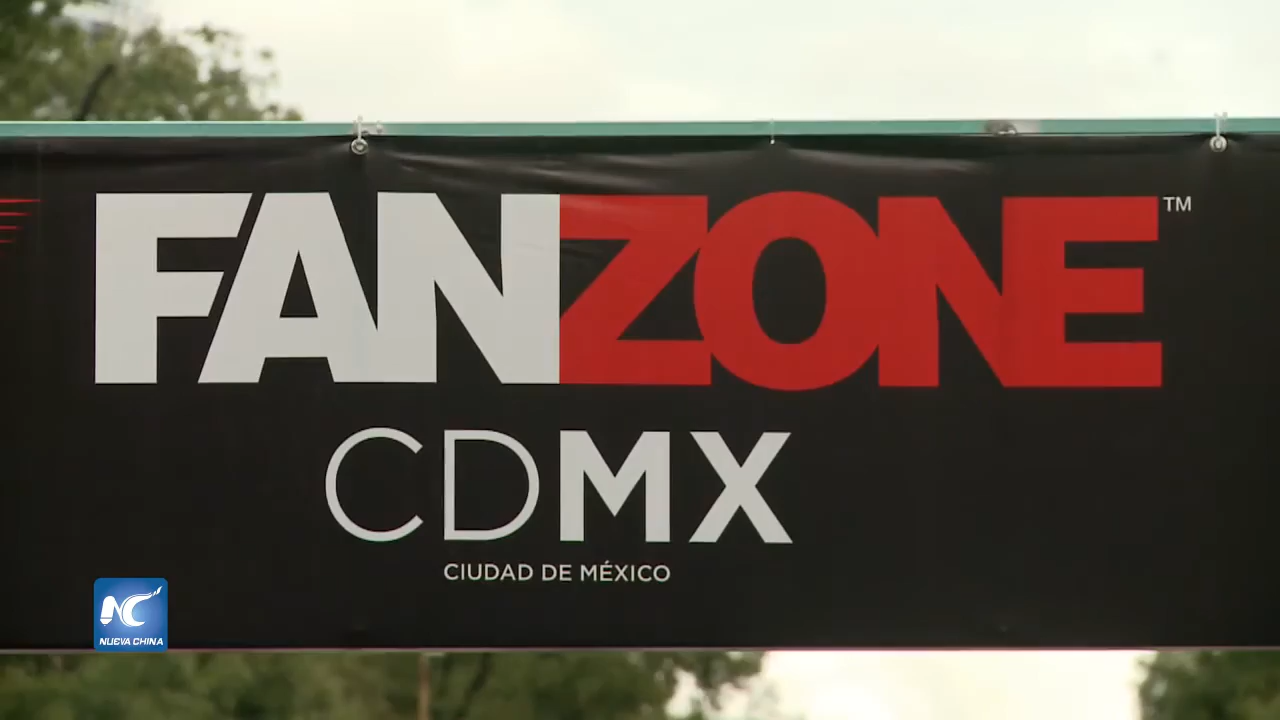 FANZONE™
CDMX
CIUDAD DE MÉXICO
NC
NUEVA CHINA